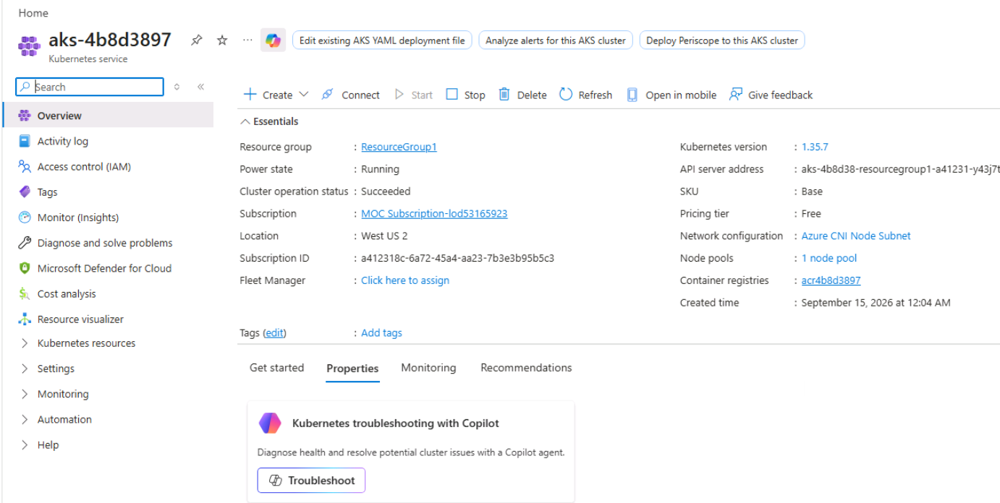 Home
aks-4b8d3897
Kubernetes service
Edit existing AKS YAML deployment file
Analyze alerts for this AKS cluster
Deploy Periscope to this AKS cluster
Search
Overview
Activity log
Access control (IAM)
Tags
Monitor (Insights)
Diagnose and solve problems
Microsoft Defender for Cloud
Cost analysis
Resource visualizer
Kubernetes resources
Settings
Monitoring
Automation
Help
Create Connect Start Stop Delete Refresh Open in mobile Give feedback
Essentials
Resource group : ResourceGroup1
Power state : Running
Cluster operation status : Succeeded
Subscription : MOC Subscription-lod53165923
Location : West US 2
Subscription ID : a412318c-6a72-45a4-aa23-7b3e3b95b5c3
Fleet Manager : Click here to assign
Kubernetes version : 1.35.7
API server address : aks-4b8d38-resourcegroup1-a41231-y43j7t
SKU : Base
Pricing tier : Free
Network configuration : Azure CNI Node Subnet
Node pools : 1 node pool
Container registries : acr4b8d3897
Created time : September 15, 2026 at 12:04 AM
Tags (edit) : Add tags
Get started Properties Monitoring Recommendations
Kubernetes troubleshooting with Copilot
Diagnose health and resolve potential cluster issues with a Copilot agent.
Troubleshoot